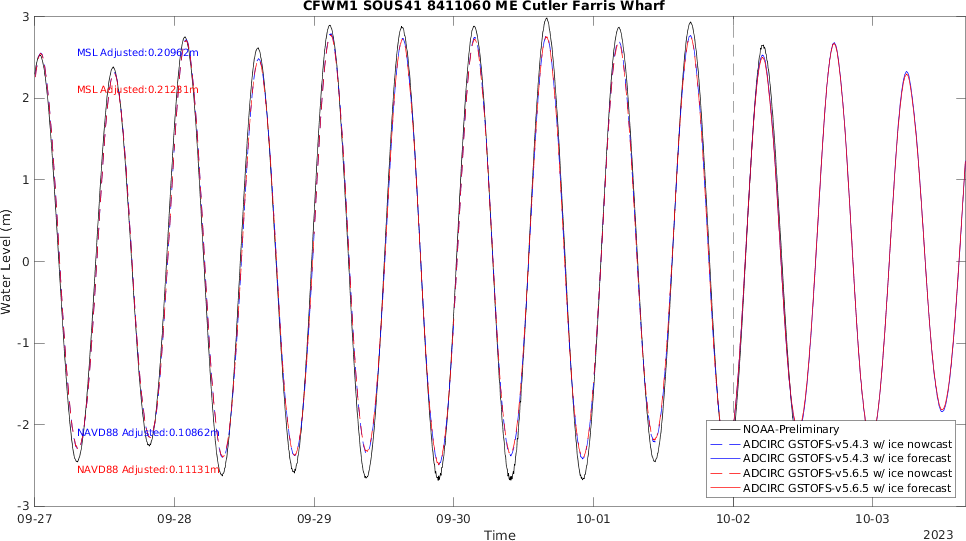 CFWM1 SOUS41 8411060 ME Cutler Farris Wharf
3
2
1
0
-1
-2
-3
Water Level (m)
MSL Adjusted:0.20962m
MSL Adjusted:0.21231m
NAVD88 Adjusted:0.10862m
NAVD88 Adjusted:0.11131m
NOAA-Preliminary
ADCIRC GSTOFS-v5.4.3 w/ ice nowcast
ADCIRC GSTOFS-v5.4.3 w/ ice forecast
ADCIRC GSTOFS-v5.6.5 w/ ice nowcast
ADCIRC GSTOFS-v5.6.5 w/ ice forecast
09-27 09-28 09-29 09-30 10-01 10-02 10-03
Time
2023